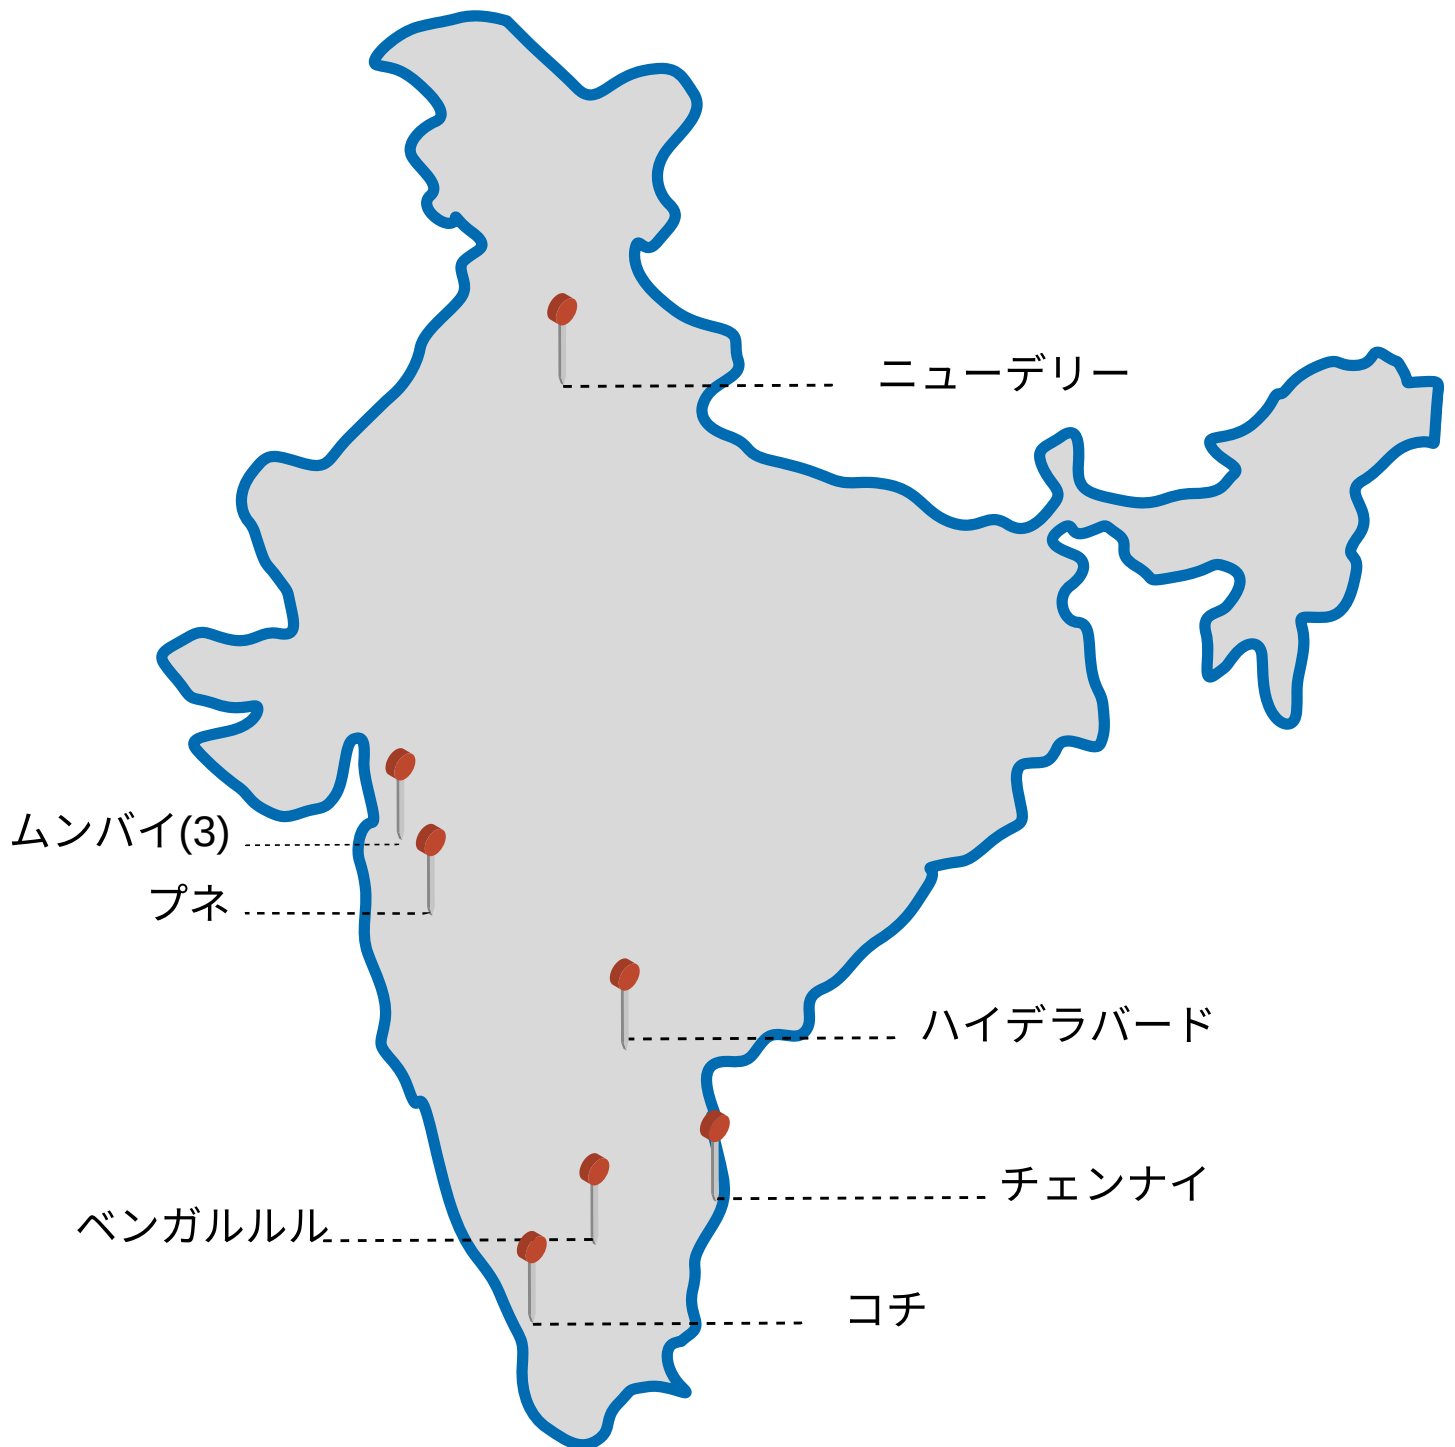 ニューデリー
ムンバイ(3)
プネ
ハイデラバード
チェンナイ
ベンガルルル
コチ